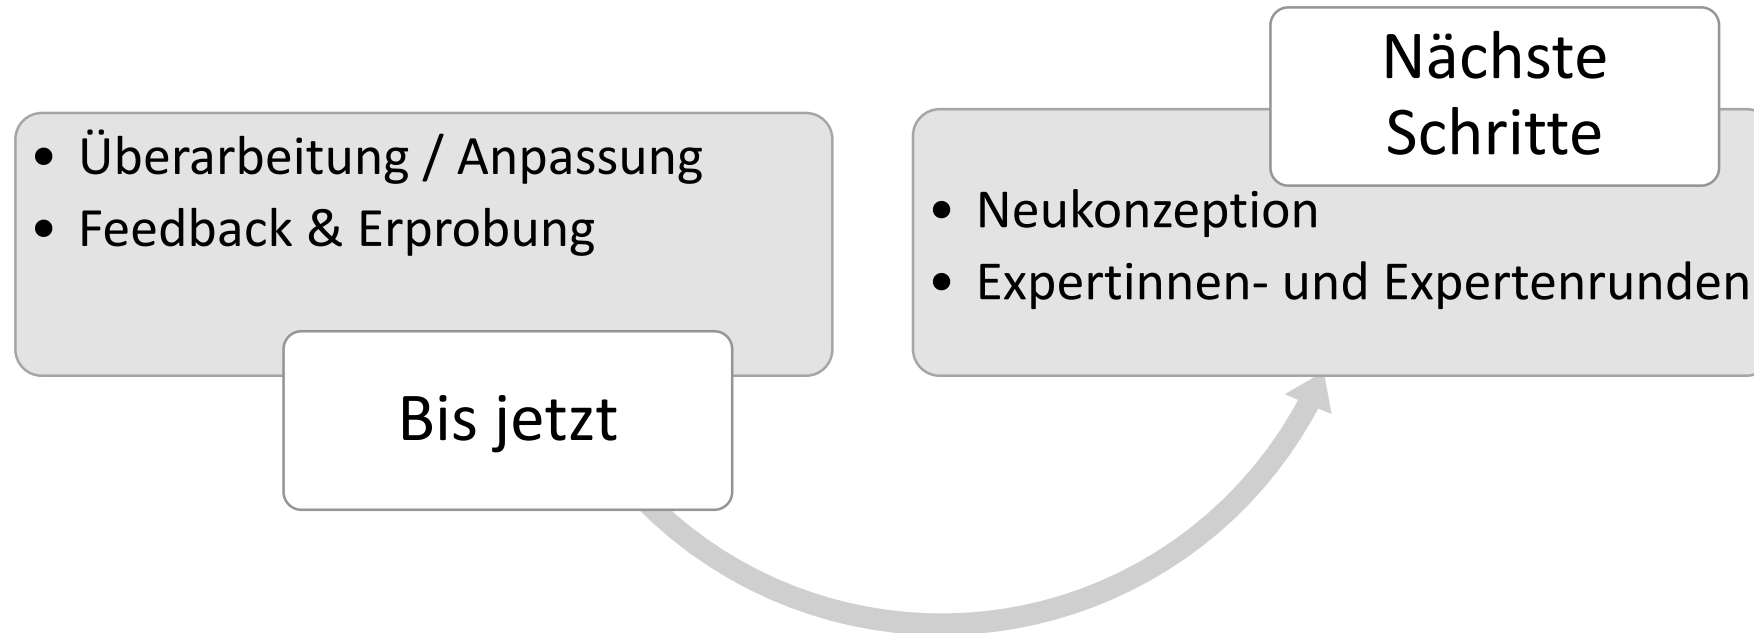 • Überarbeitung / Anpassung
• Feedback & Erprobung
Bis jetzt
Nächste
Schritte
• Neukonzeption
• Expertinnen- und Expertenrunden